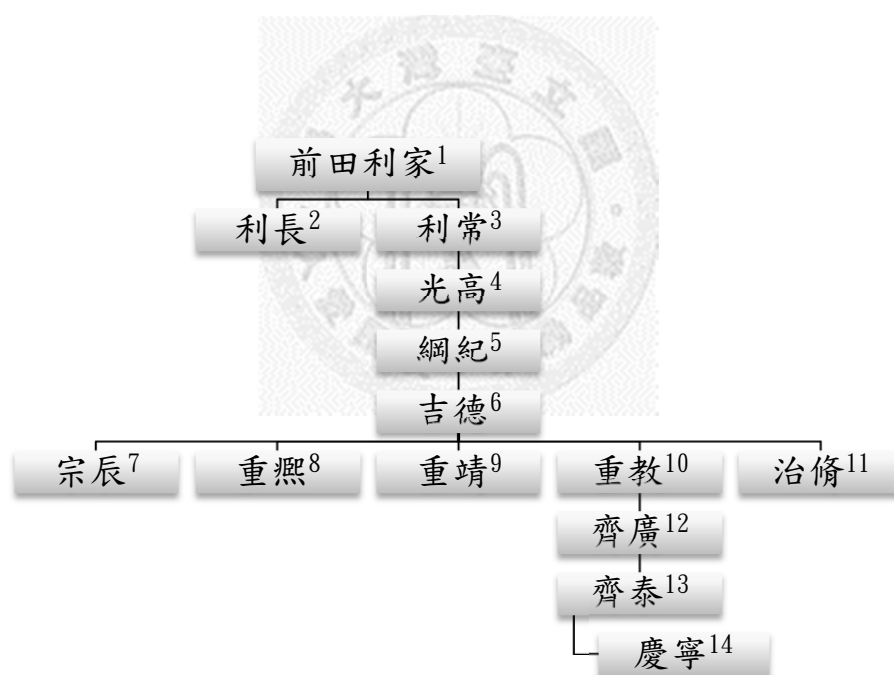 前田利家1
利長2 利常3
光高4
綱紀5
吉德6
宗辰7 重熈8 重靖9 重教10 治脩11
齊廣12
齊泰13
慶寧14